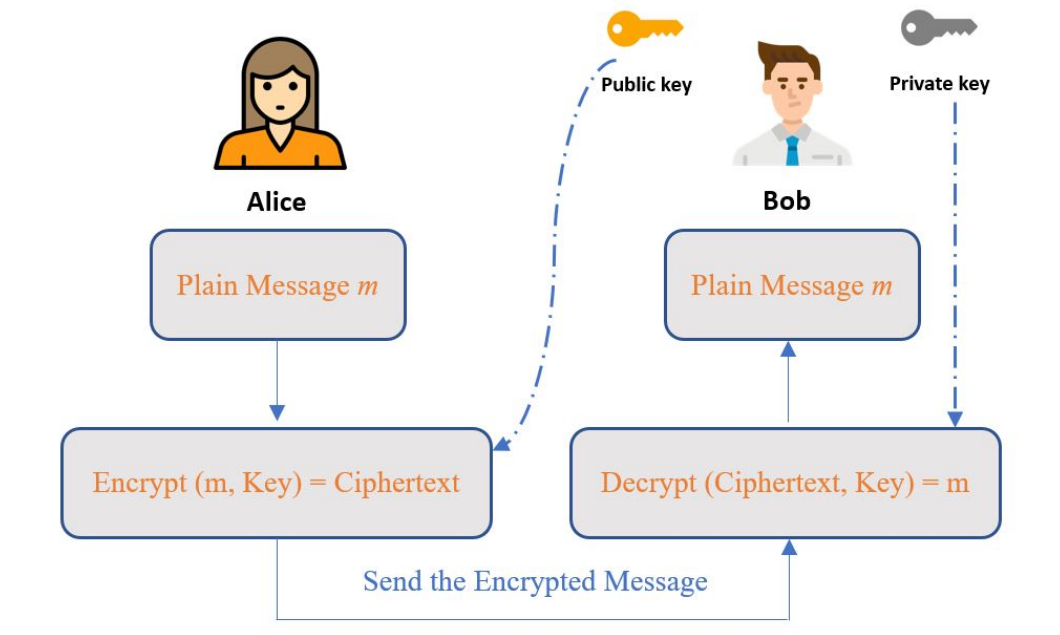 Public key
Private key
Alice
Bob
Plain Message m
Plain Message m
Encrypt (m, Key) = Ciphertext
Decrypt (Ciphertext, Key) = m
Send the Encrypted Message